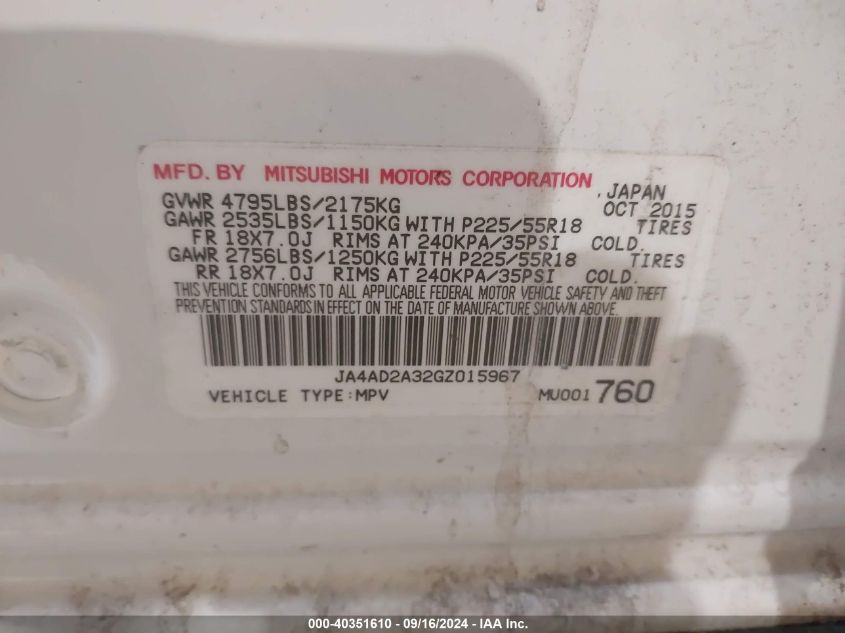 MFD. BY MITSUBISHI MOTORS CORPORATION , JAPAN
GVWR 4795LBS/2175KG OCT 2015
GAWR 2535LBS/1150KG WITH P225/55R18 TIRES
FR 18X7.0J RIMS AT 240KPA/35PSI COLD.
GAWR 2756LBS/1250KG WITH P225/55R18 TIRES
RR 18X7.0J RIMS AT 240KPA/35PSI COLD.
THIS VEHICLE CONFORMS TO ALL APPLICABLE FEDERAL MOTOR VEHICLE SAFETY AND THEFT
PREVENTION STANDARDS IN EFFECT ON THE DATE OF MANUFACTURE SHOWN ABOVE.
JA4AD2A32GZ015967
VEHICLE TYPE:MPV MU001 760
000-40351610 - 09/16/2024 - IAA Inc.